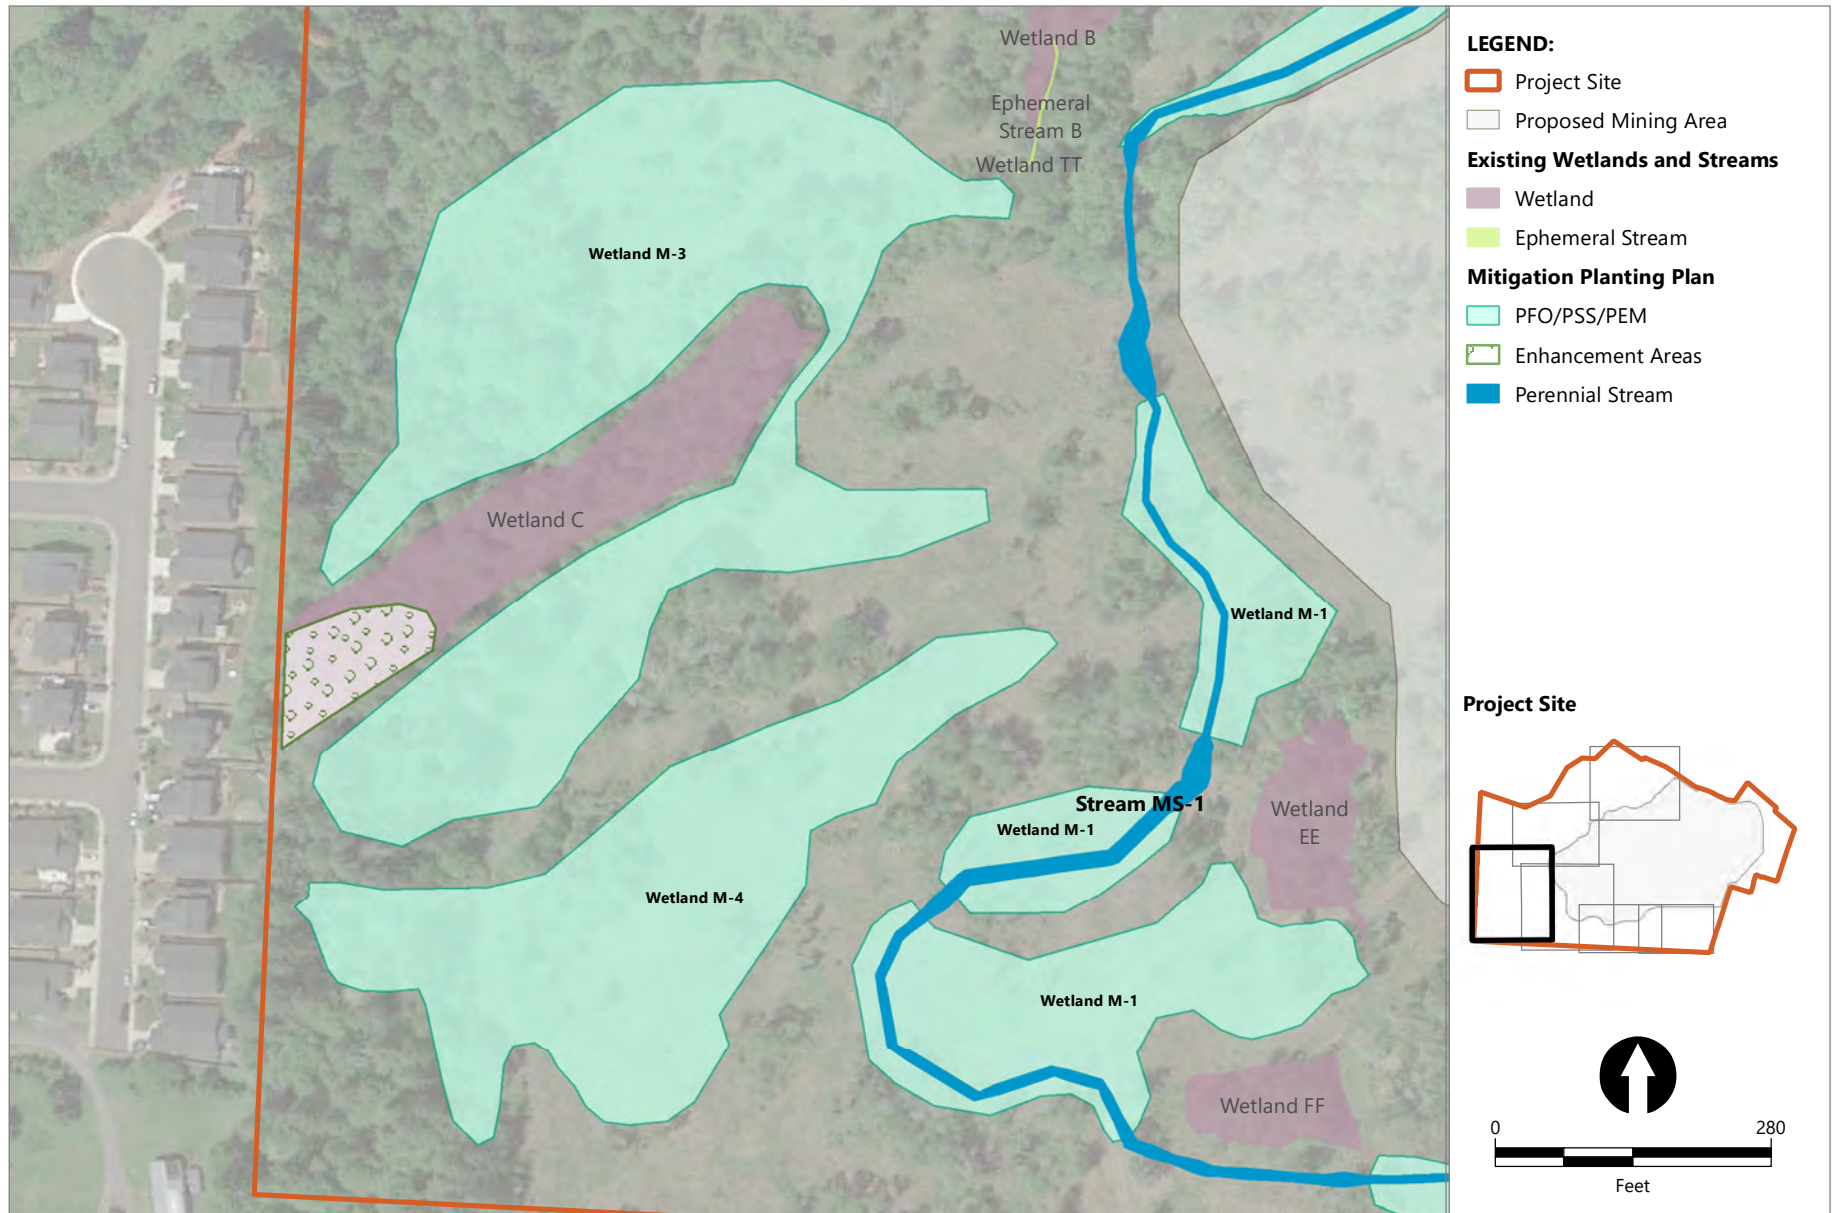 Wetland B
Ephemeral
Stream B
Wetland TT
Wetland M-3
Wetland C
Wetland M-1
Stream MS-1
Wetland M-1
Wetland
EE
Wetland M-4
Wetland M-1
Wetland FF
LEGEND:
Project Site
Proposed Mining Area
Existing Wetlands and Streams
Wetland
Ephemeral Stream
Mitigation Planting Plan
PFO/PSS/PEM
Enhancement Areas
Perennial Stream
Project Site
0 280
Feet